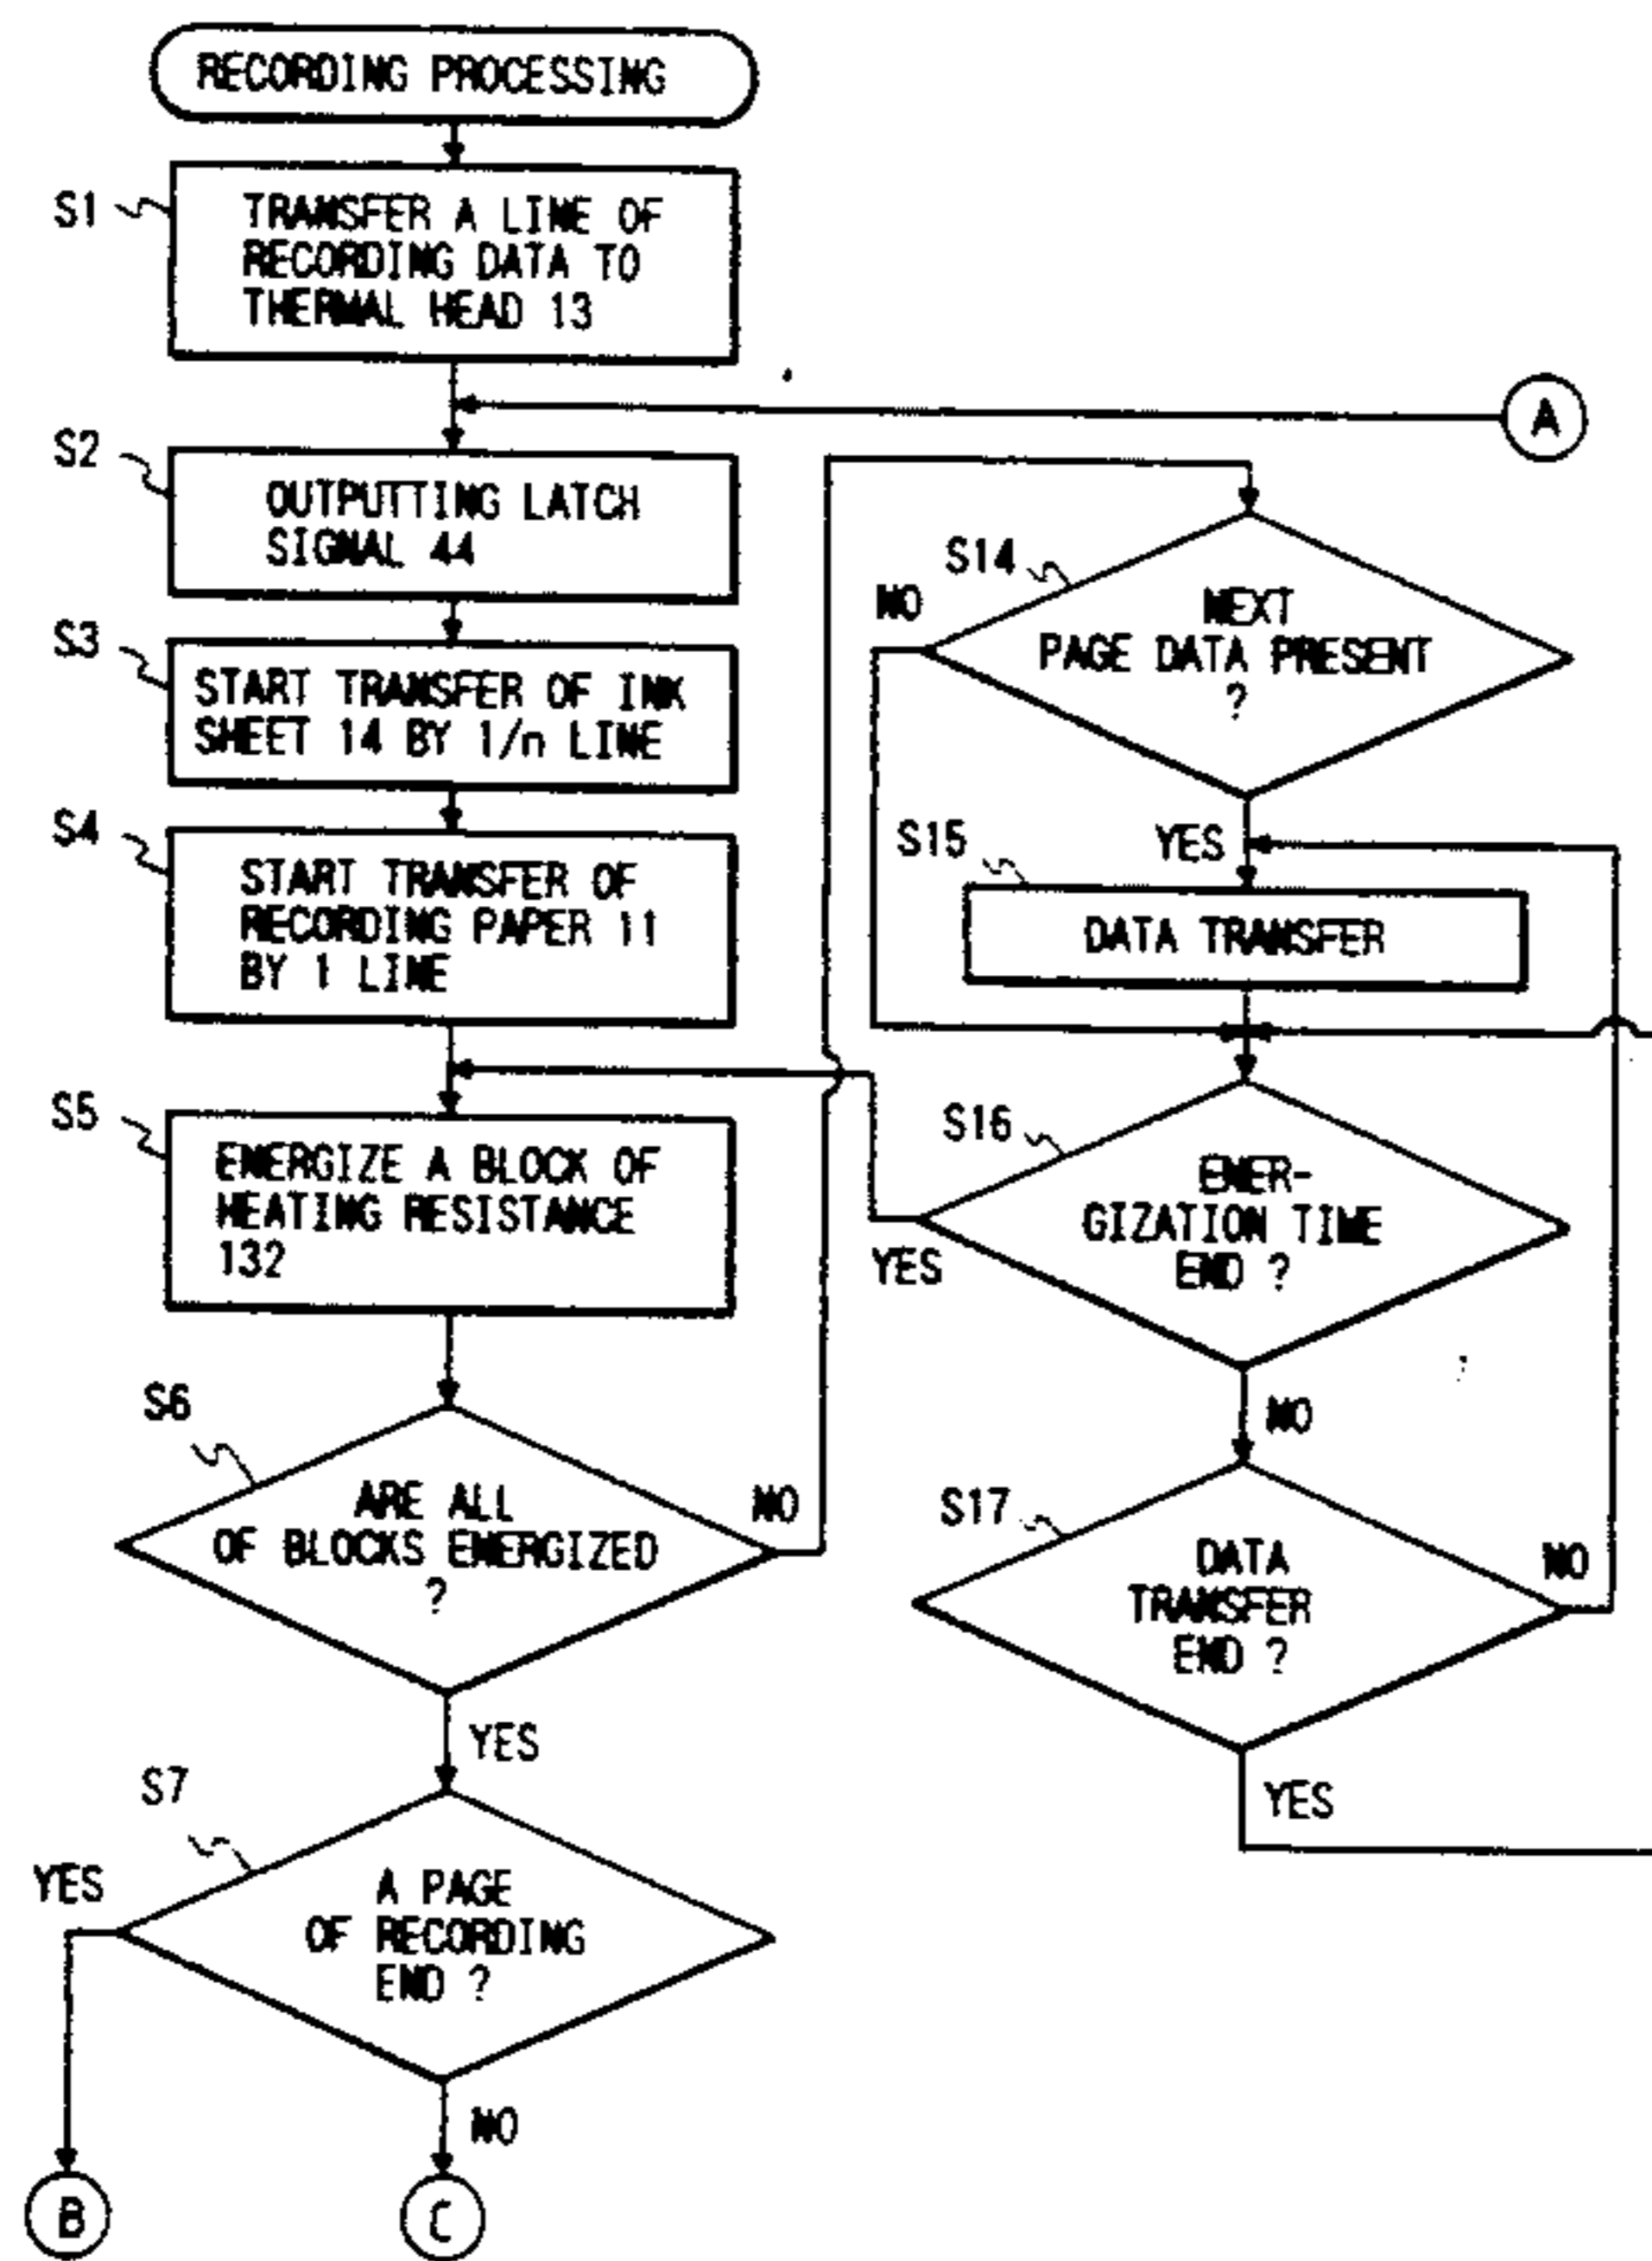 RECORDING PROCESSING
S1
TRANSFER A LINE OF
RECORDING DATA TO
THERMAL HEAD 13
A
S2
OUTPUTTING LATCH
SIGNAL 44
S3
START TRANSFER OF INK
SHEET 14 BY 1/n LINE
S4
START TRANSFER OF
RECORDING PAPER 11
BY 1 LINE
S5
ENERGIZE A BLOCK OF
HEATING RESISTANCE
132
S6
ARE ALL
OF BLOCKS ENERGIZED
?
NO
YES
S7
A PAGE
OF RECORDING
END ?
YES
NO
B
C
S14
NEXT
PAGE DATA PRESENT
?
NO
YES
S15
DATA TRANSFER
S16
ENER-
GIZATION TIME
END ?
YES
NO
S17
DATA
TRANSFER
END ?
NO
YES